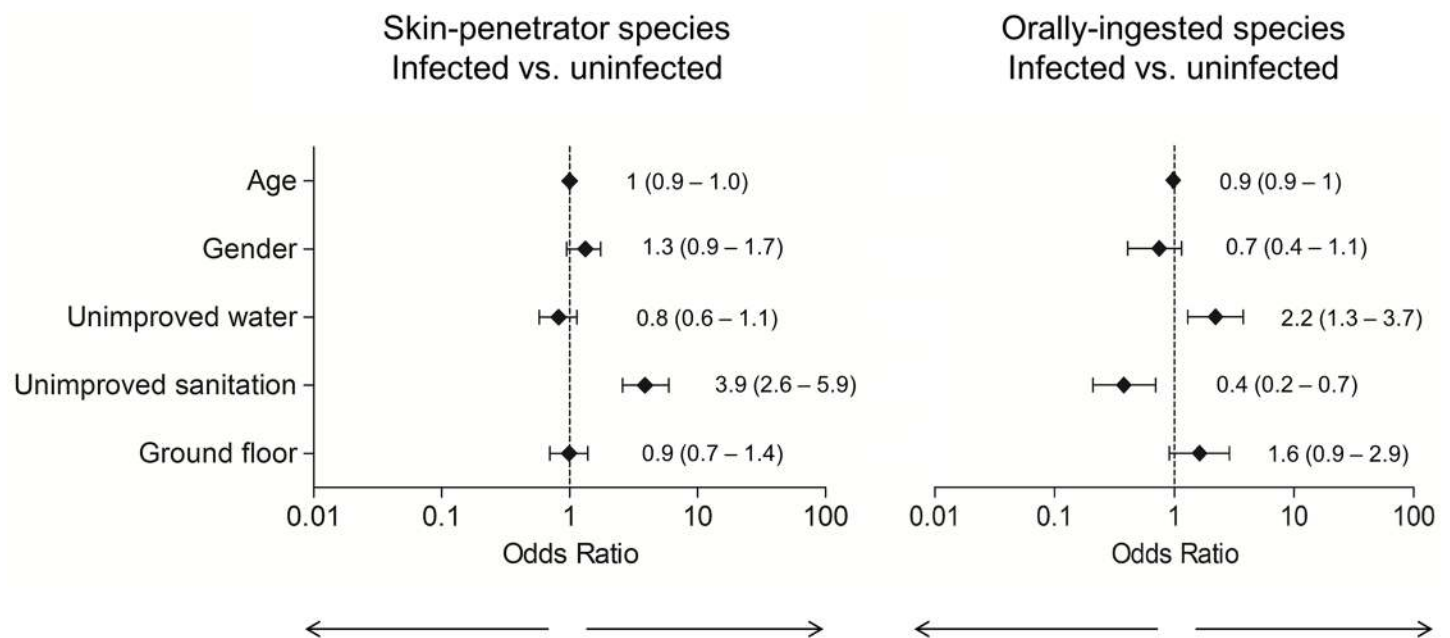 Skin-penetrator species
Infected vs. uninfected
Orally-ingested species
Infected vs. uninfected
Age 1 (0.9 – 1.0) 0.9 (0.9 – 1)
Gender 1.3 (0.9 – 1.7) 0.7 (0.4 – 1.1)
Unimproved water 0.8 (0.6 – 1.1) 2.2 (1.3 – 3.7)
Unimproved sanitation 3.9 (2.6 – 5.9) 0.4 (0.2 – 0.7)
Ground floor 0.9 (0.7 – 1.4) 1.6 (0.9 – 2.9)
0.01 0.1 1 10 100 0.01 0.1 1 10 100
Odds Ratio Odds Ratio